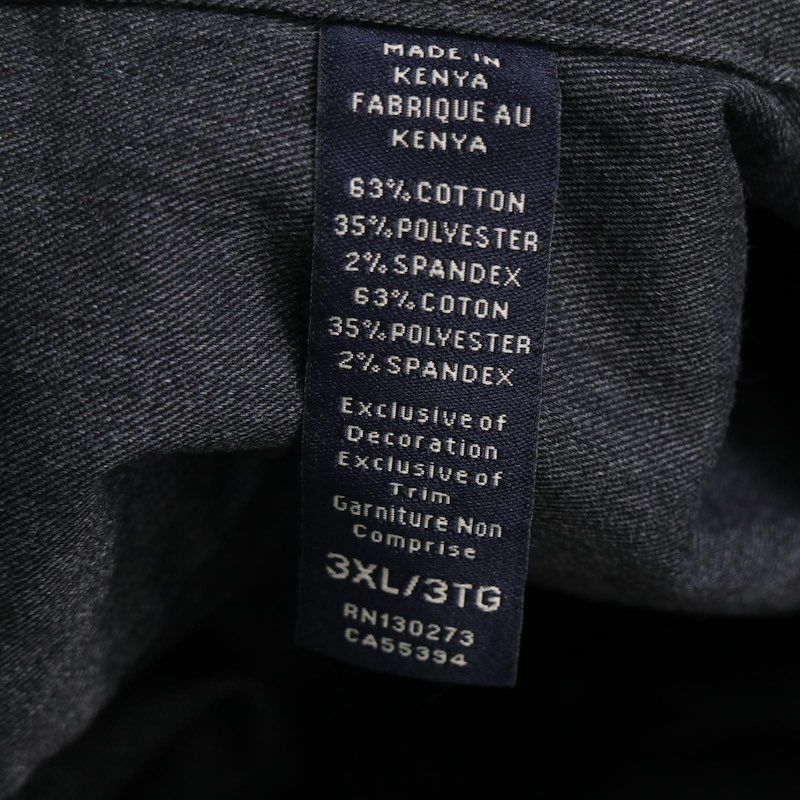 MADE IN
KENYA
FABRIQUE AU
KENYA
63% COTTON
35% POLYESTER
2% SPANDEX
63% COTON
35% POLYESTER
2% SPANDEX
Exclusive of
Decoration
Exclusive of
Trim
Garniture Non
Comprise
3XL/3TG
RN130273
CA55394